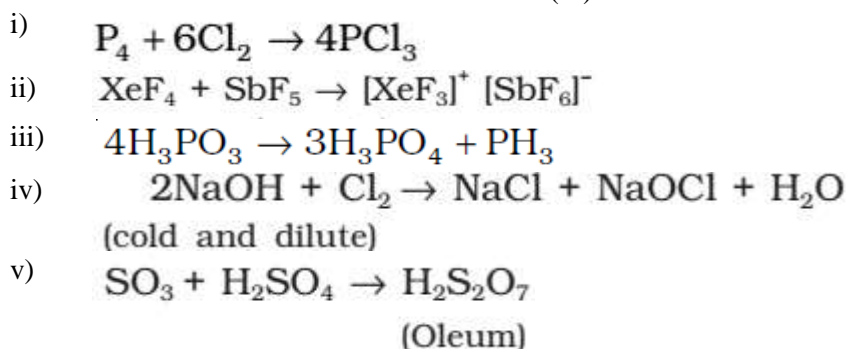 i) P₄ + 6Cl₂ → 4PCl₃
ii) XeF₄ + SbF₅ → [XeF₃]⁺ [SbF₆]⁻
iii) 4H₃PO₃ → 3H₃PO₄ + PH₃
iv) 2NaOH + Cl₂ → NaCl + NaOCl + H₂O
(cold and dilute)
v) SO₃ + H₂SO₄ → H₂S₂O₇
(Oleum)